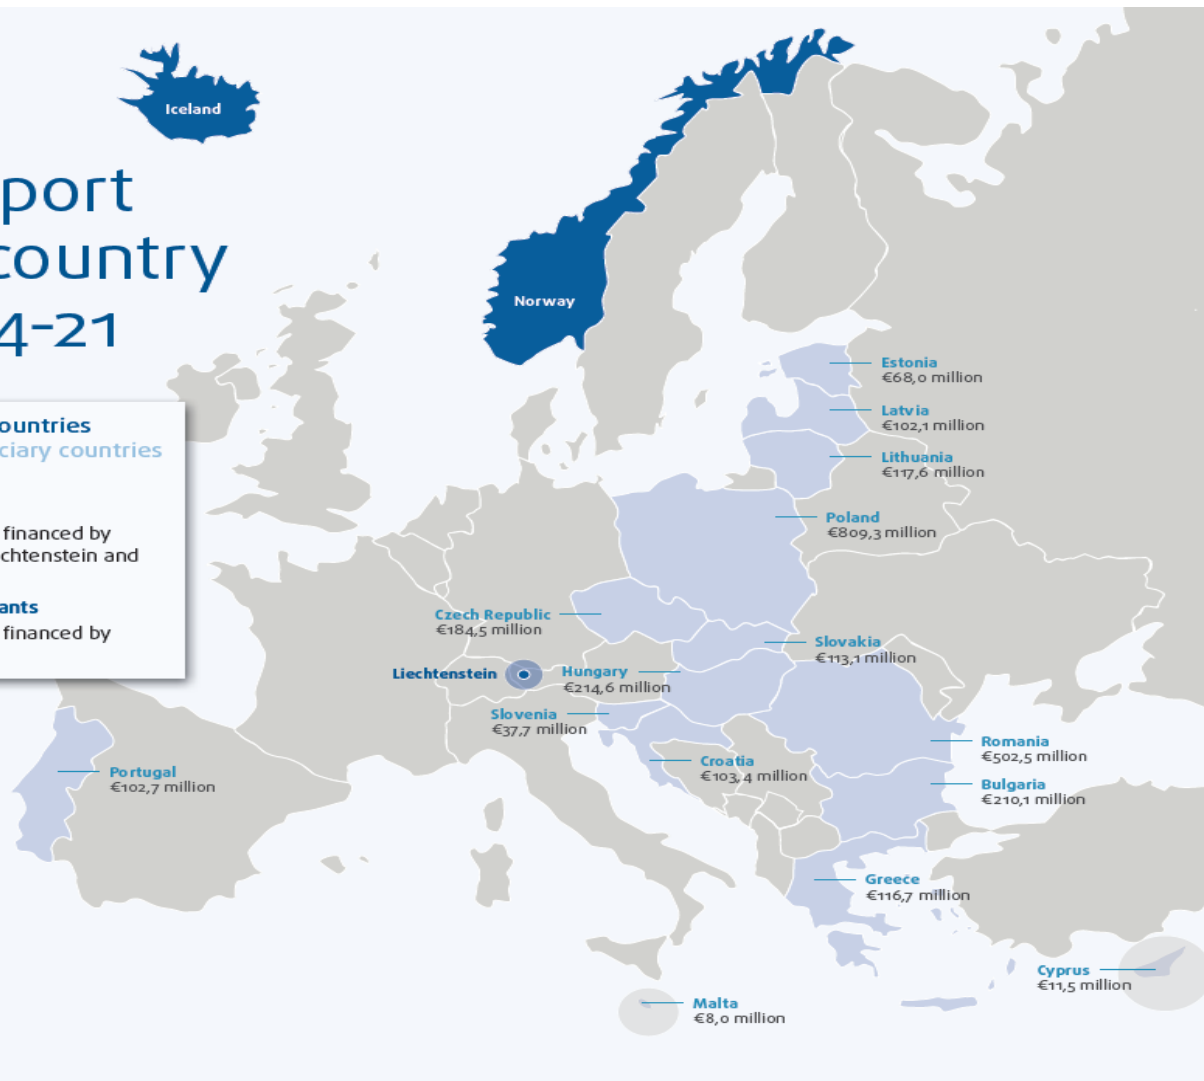 Iceland
port
country
4-21
Norway
ountries
ciary countries
financed by
chtenstein and
ants
financed by
Estonia
€68,0 million
Latvia
€102,1 million
Lithuania
€117,6 million
Poland
€809,3 million
Czech Republic
€184,5 million
Slovakia
€113,1 million
Liechtenstein
Hungary
€214,6 million
Slovenia
€37,7 million
Croatia
€103,4 million
Romania
€502,5 million
Bulgaria
€210,1 million
Portugal
€102,7 million
Greece
€116,7 million
Cyprus
€11,5 million
Malta
€8,0 million